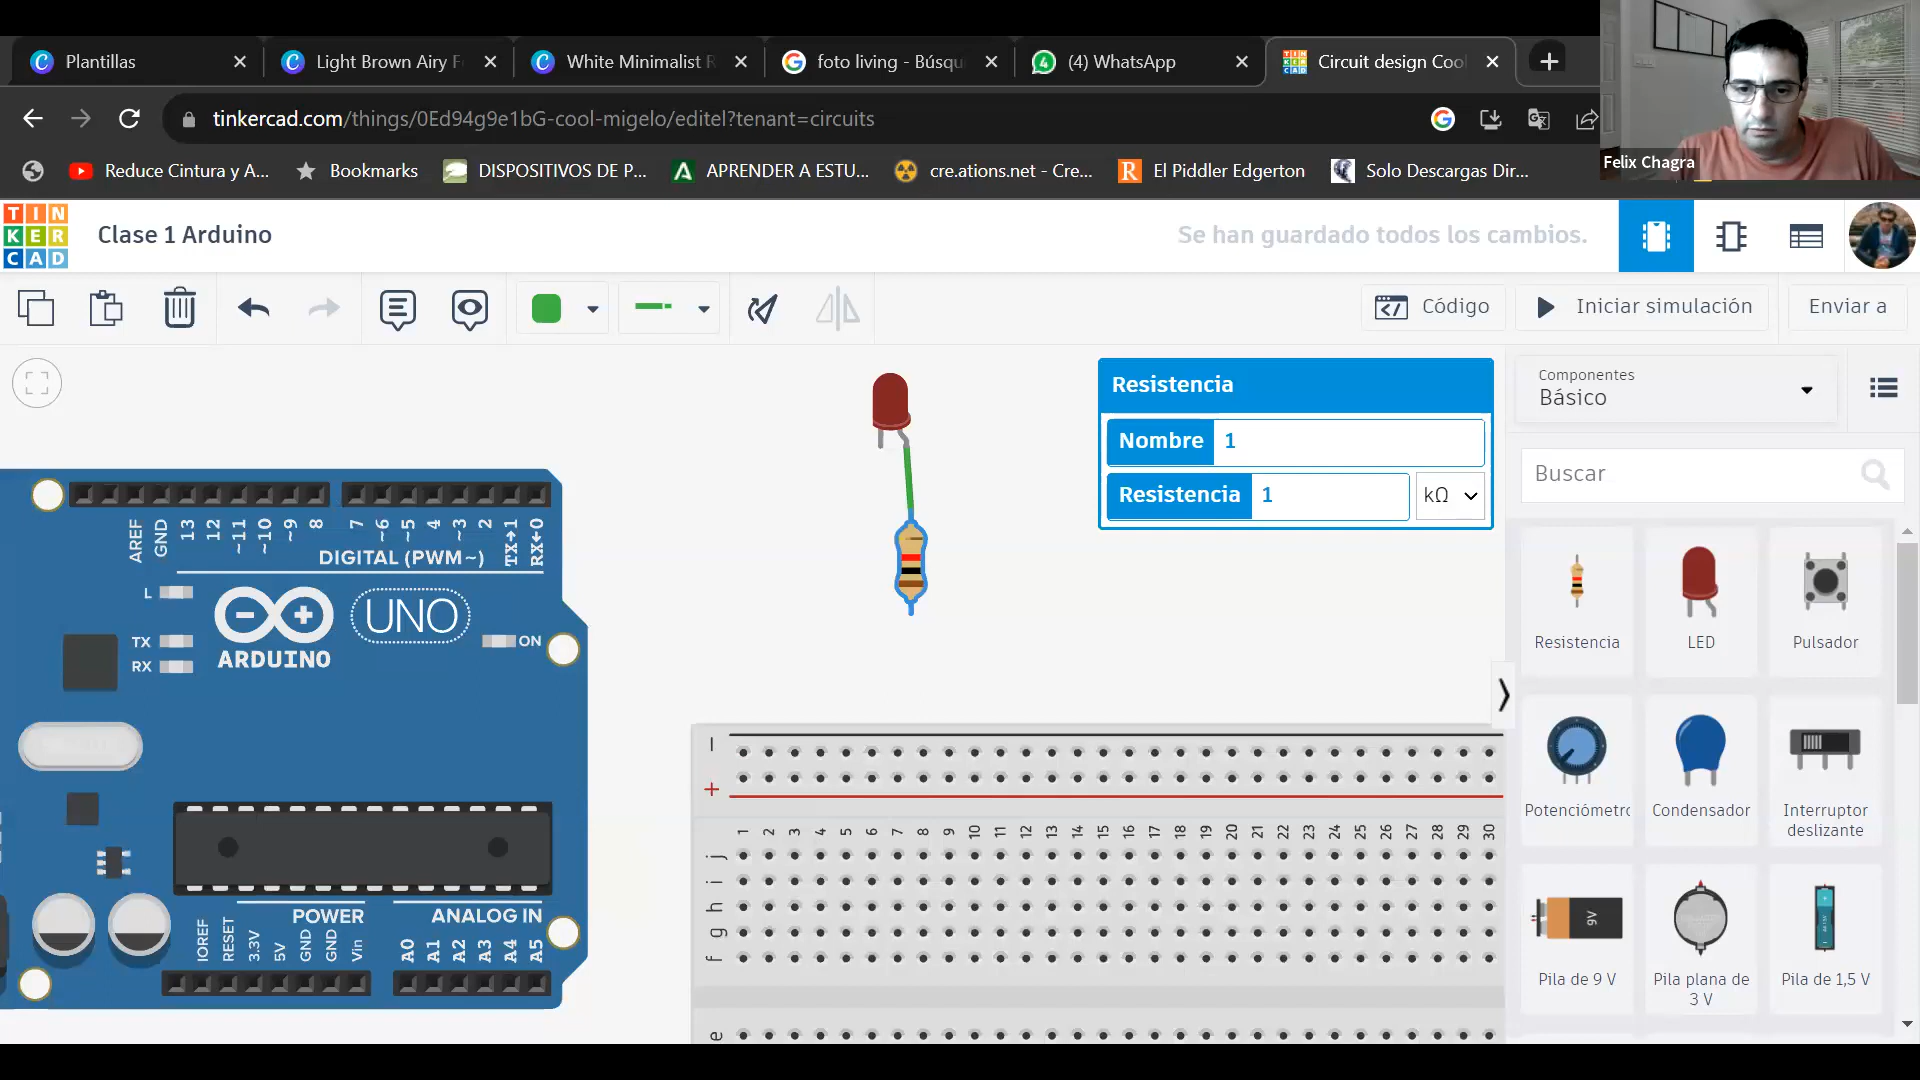 Plantillas
Light Brown Airy F
White Minimalist R
foto living - Búsqu
(4) WhatsApp
Circuit design Coo
tinkercad.com/things/0Ed94g9e1bG-cool-migelo/editel?tenant=circuits
Felix Chagra
Reduce Cintura y A...
Bookmarks
DISPOSITIVOS DE P...
APRENDER A ESTU...
cre.ations.net - Cre...
El Piddler Edgerton
Solo Descargas Dir...
TIN
KER
CAD
Clase 1 Arduino
Se han guardado todos los cambios.
Código
Iniciar simulación
Enviar a
Resistencia
Nombre 1
Resistencia 1 kΩ
Componentes
Básico
Buscar
Resistencia
LED
Pulsador
Potenciómetro
Condensador
Interruptor
deslizante
9V
Pila de 9 V
Pila plana de
3 V
Pila de 1,5 V
AREF
GND
13
12
~11
~10
~9
8
7
~6
~5
4
~3
2
TX→1
RX←0
DIGITAL (PWM~)
L
TX
RX
UNO
ARDUINO
ON
POWER
ANALOG IN
IOREF
RESET
3.3V
5V
GND
GND
Vin
A0
A1
A2
A3
A4
A5
–
+
1 2 3 4 5 6 7 8 9 10 11 12 13 14 15 16 17 18 19 20 21 22 23 24 25 26 27 28 29 30
j
i
h
g
f
e